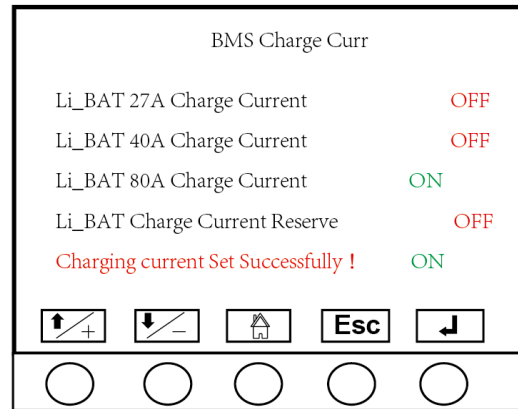 BMS Charge Curr
Li_BAT 27A Charge Current OFF
Li_BAT 40A Charge Current OFF
Li_BAT 80A Charge Current ON
Li_BAT Charge Current Reserve OFF
Charging current Set Successfully ! ON
⬆/+ ⬇/− Esc ↲